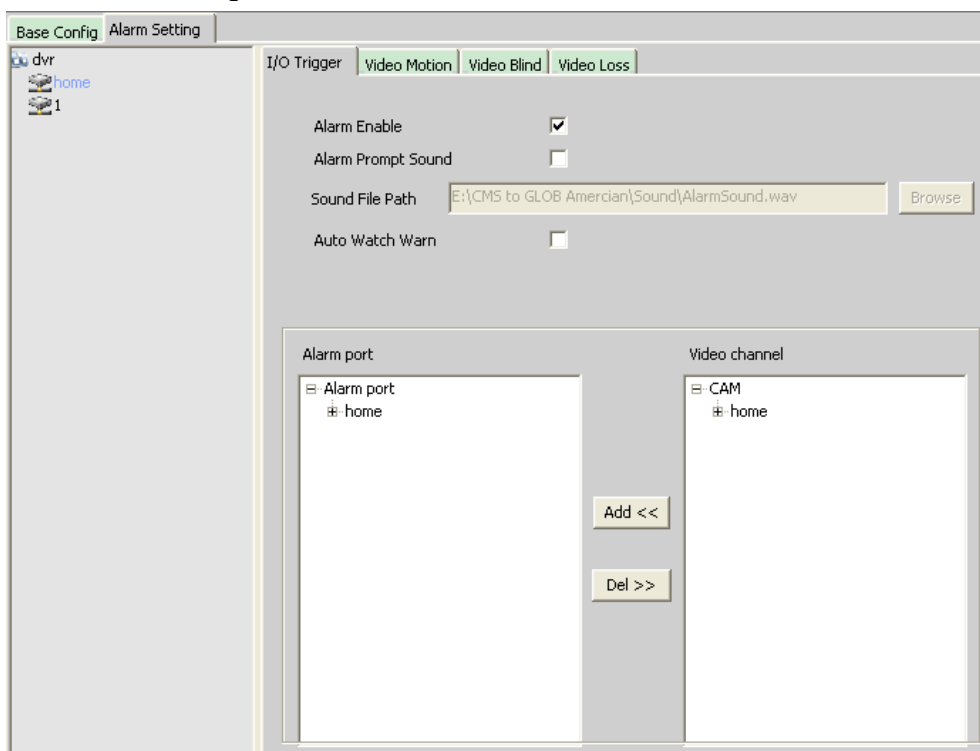 Base Config Alarm Setting
dvr
home
1
I/O Trigger Video Motion Video Blind Video Loss
Alarm Enable
Alarm Prompt Sound
Sound File Path E:\CMS to GLOB Amercian\Sound\AlarmSound.wav Browse
Auto Watch Warn
Alarm port
Alarm port
home
Video channel
CAM
home
Add <<
Del >>